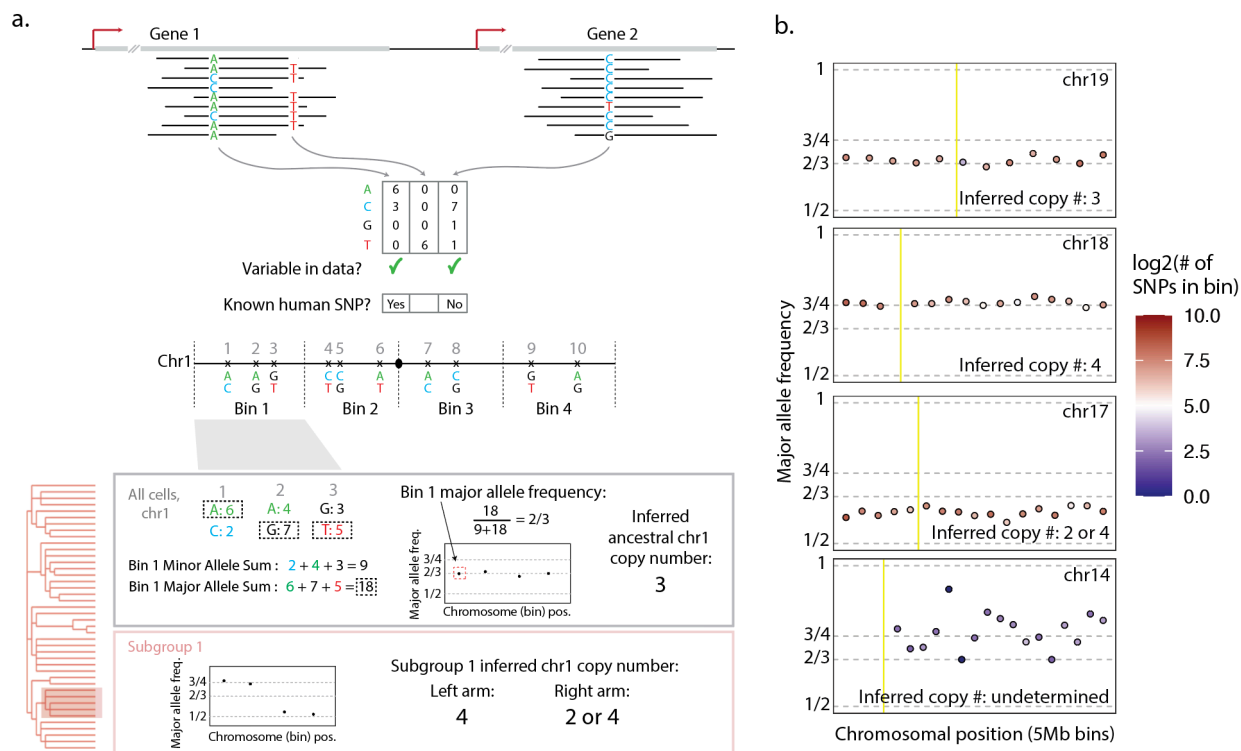 a.
Gene 1
Gene 2
A
A
C
C
A
A
C
A
A
T
T
T
T
T
T
C
C
C
C
C
T
C
C
G
A 6 0 0
C 3 0 7
G 0 0 1
T 0 6 1
Variable in data? ✓ ✓
Known human SNP? Yes No
Chr1
1 2 3 4 5 6 7 8 9 10
x x x x x x x x x x
A A G C C A A C G A
C G T T G T C G T G
Bin 1 Bin 2 Bin 3 Bin 4
All cells,
chr1
1 2 3
A: 6 A: 4 G: 3
C: 2 G: 7 T: 5
Bin 1 Minor Allele Sum : 2 + 4 + 3 = 9
Bin 1 Major Allele Sum : 6 + 7 + 5 = 18
Bin 1 major allele frequency:
18
9+18
= 2/3
Major allele freq.
3/4
2/3
1/2
Chromosome (bin) pos.
Inferred
ancestral chr1
copy number:
3
Subgroup 1
Major allele freq.
3/4
2/3
1/2
Chromosome (bin) pos.
Subgroup 1 inferred chr1 copy number:
Left arm: Right arm:
4 2 or 4
b.
Major allele frequency
1
3/4
2/3
1/2
chr19
Inferred copy #: 3
1
3/4
2/3
1/2
chr18
Inferred copy #: 4
1
3/4
2/3
1/2
chr17
Inferred copy #: 2 or 4
1
3/4
2/3
1/2
chr14
Inferred copy #: undetermined
Chromosomal position (5Mb bins)
log2(# of
SNPs in bin)
10.0
7.5
5.0
2.5
0.0